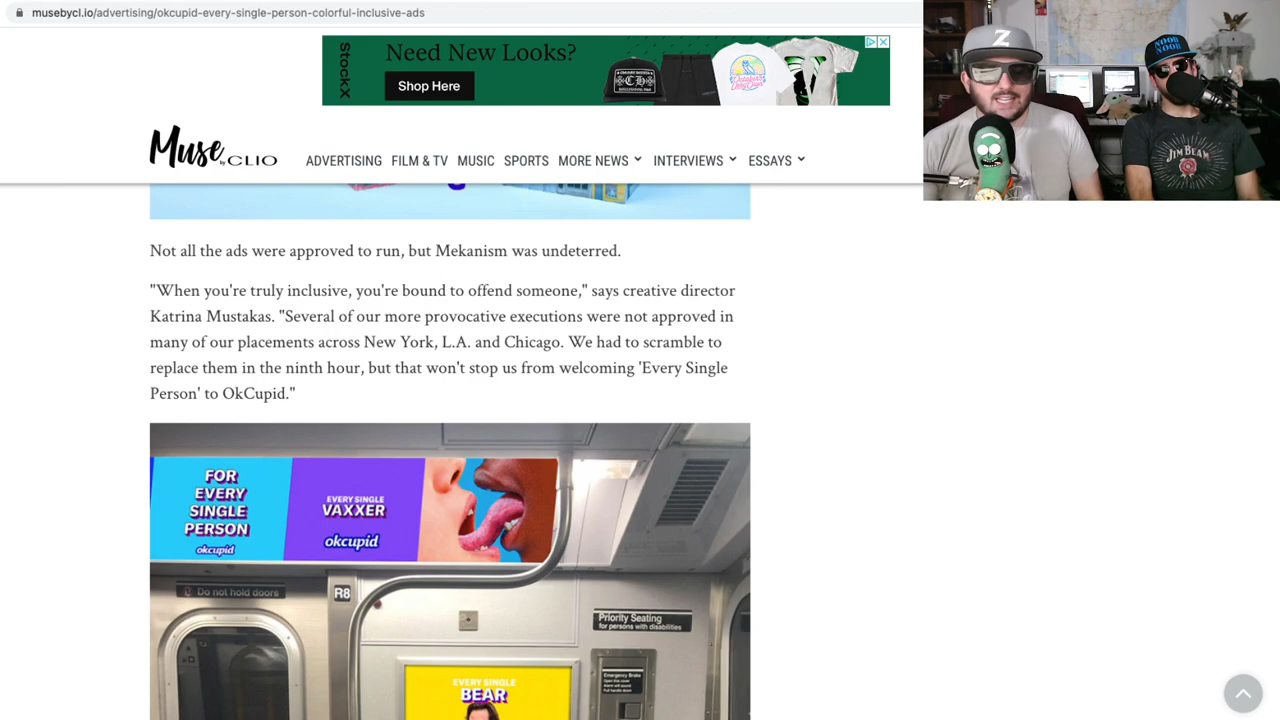 musebycl.io/advertising/okcupid-every-single-person-colorful-inclusive-ads
StockX
Need New Looks?
Shop Here
Muse by CLIO
ADVERTISING FILM & TV MUSIC SPORTS MORE NEWS INTERVIEWS ESSAYS
Z
NOOB
NOOB
JIM BEAM
Not all the ads were approved to run, but Mekanism was undeterred.
"When you're truly inclusive, you're bound to offend someone," says creative director
Katrina Mustakas. "Several of our more provocative executions were not approved in
many of our placements across New York, L.A. and Chicago. We had to scramble to
replace them in the ninth hour, but that won't stop us from welcoming 'Every Single
Person' to OkCupid."
FOR
EVERY
SINGLE
PERSON
okcupid
EVERY SINGLE
VAXXER
okcupid
Do not hold doors
R8
Priority Seating
for persons with disabilities
Emergency Brake
EVERY SINGLE
BEAR